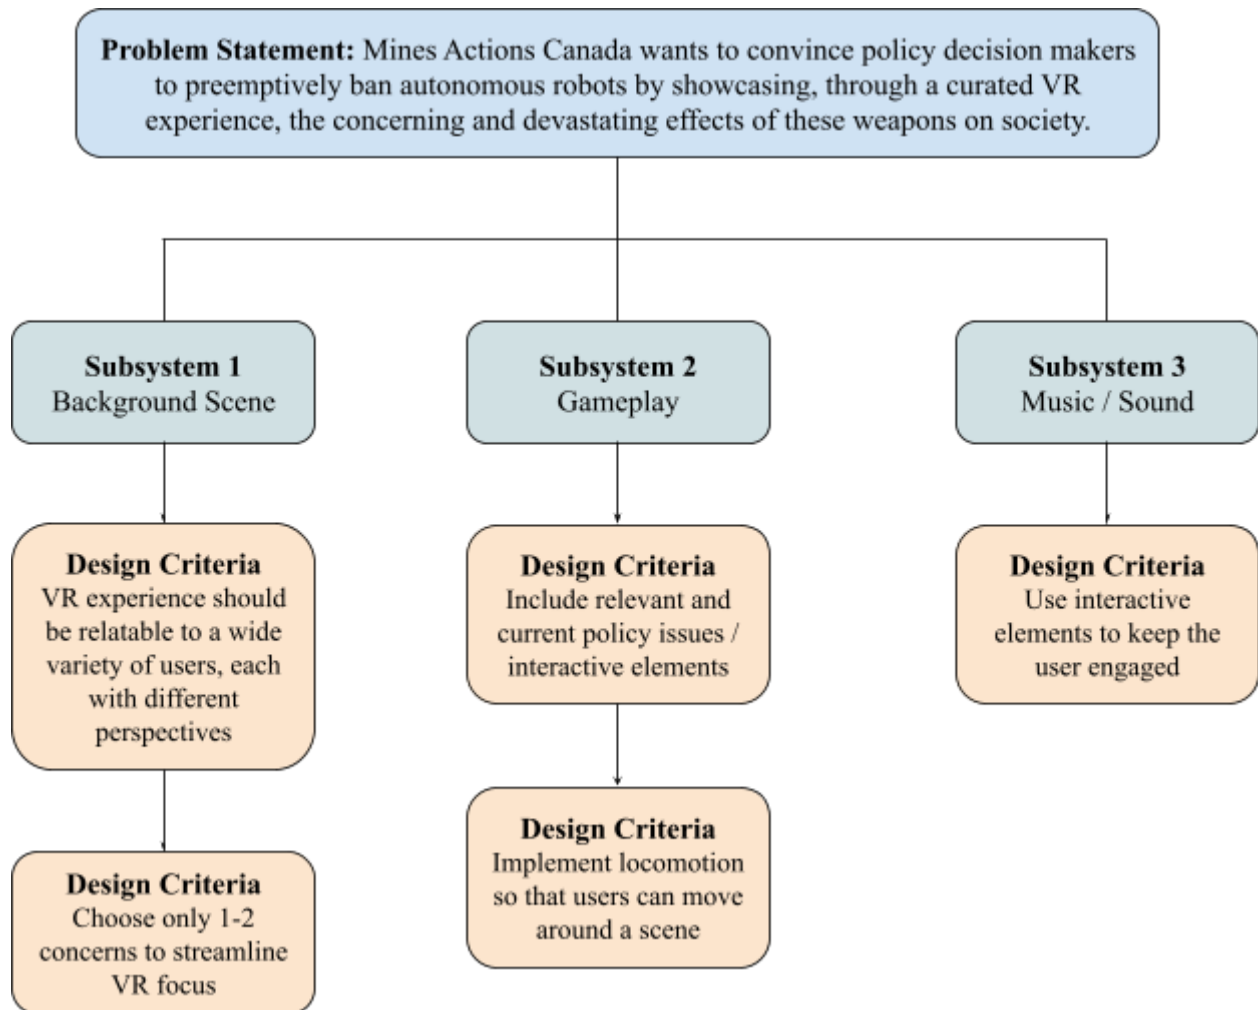 Problem Statement: Mines Actions Canada wants to convince policy decision makers
to preemptively ban autonomous robots by showcasing, through a curated VR
experience, the concerning and devastating effects of these weapons on society.
Subsystem 1
Background Scene
Subsystem 2
Gameplay
Subsystem 3
Music / Sound
Design Criteria
VR experience should
be relatable to a wide
variety of users, each
with different
perspectives
Design Criteria
Include relevant and
current policy issues /
interactive elements
Design Criteria
Use interactive
elements to keep the
user engaged
Design Criteria
Choose only 1-2
concerns to streamline
VR focus
Design Criteria
Implement locomotion
so that users can move
around a scene